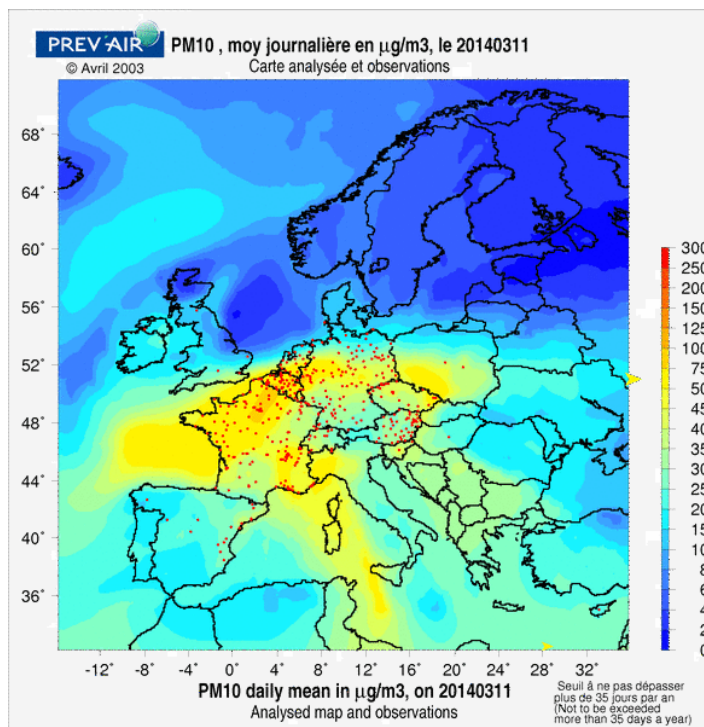 PREV'AIR
PM10 , moy journalière en µg/m3, le 20140311
© Avril 2003
Carte analysée et observations
68˚
64˚
60˚
56˚
52˚
48˚
44˚
40˚
36˚
300
250
200
150
100
75
50
45
40
35
30
25
20
15
10
8
6
4
2
0
-12˚ -8˚ -4˚ 0˚ 4˚ 8˚ 12˚ 16˚ 20˚ 24˚ 28˚ 32˚
PM10 daily mean in µg/m3, on 20140311
Analysed map and observations
Seuil â ne pas dépasser
plus de 35 jours par an
(Not to be exceeded
more than 35 days a year)